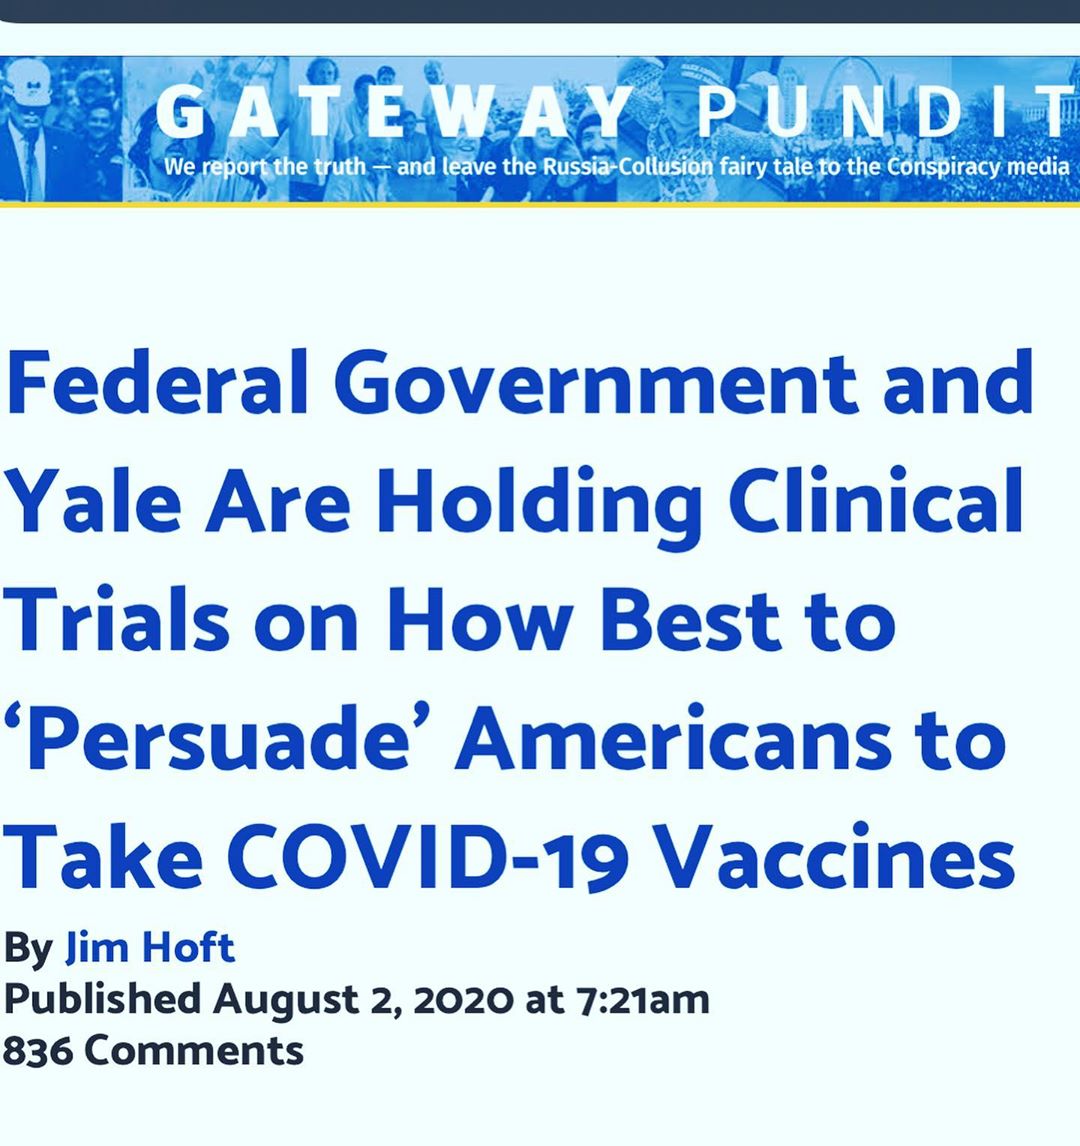 GATEWAY PUNDIT
We report the truth — and leave the Russia-Collusion fairy tale to the Conspiracy media
Federal Government and
Yale Are Holding Clinical
Trials on How Best to
‘Persuade’ Americans to
Take COVID-19 Vaccines
By Jim Hoft
Published August 2, 2020 at 7:21am
836 Comments